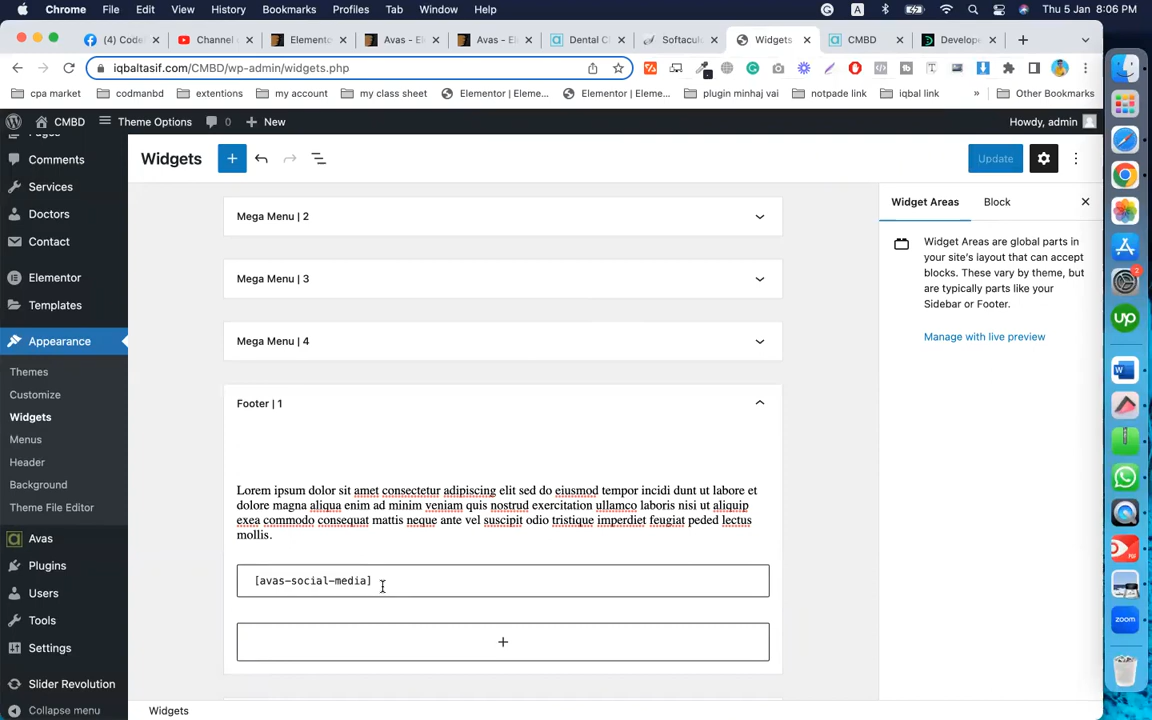 Chrome File Edit View History Bookmarks Profiles Tab Window Help A Thu 5 Jan 8:06 PM
(4) Code
Channel
Elemento
Avas – El
Avas – El
Dental C
Softacul
Widgets
CMBD
Develope
iqbaltasif.com/CMBD/wp-admin/widgets.php
cpa market codmanbd extentions my account my class sheet Elementor | Eleme... Elementor | Eleme... plugin minhaj vai notpade link iqbal link » Other Bookmarks
CMBD Theme Options 0 New Howdy, admin
Pages
Comments
Services
Doctors
Contact
Elementor
Templates
Appearance
Themes
Customize
Widgets
Menus
Header
Background
Theme File Editor
Avas
Plugins
Users
Tools
Settings
Slider Revolution
Collapse menu
Widgets
Update
Mega Menu | 2
Mega Menu | 3
Mega Menu | 4
Footer | 1
Lorem ipsum dolor sit amet consectetur adipiscing elit sed do eiusmod tempor incidi dunt ut labore et
dolore magna aliqua enim ad minim veniam quis nostrud exercitation ullamco laboris nisi ut aliquip
exea commodo consequat mattis neque ante vel suscipit odio tristique imperdiet feugiat peded lectus
mollis.
[avas-social-media]
Widgets
Widget Areas Block
Widget Areas are global parts in
your site's layout that can accept
blocks. These vary by theme, but
are typically parts like your
Sidebar or Footer.
Manage with live preview
2
up
zoom